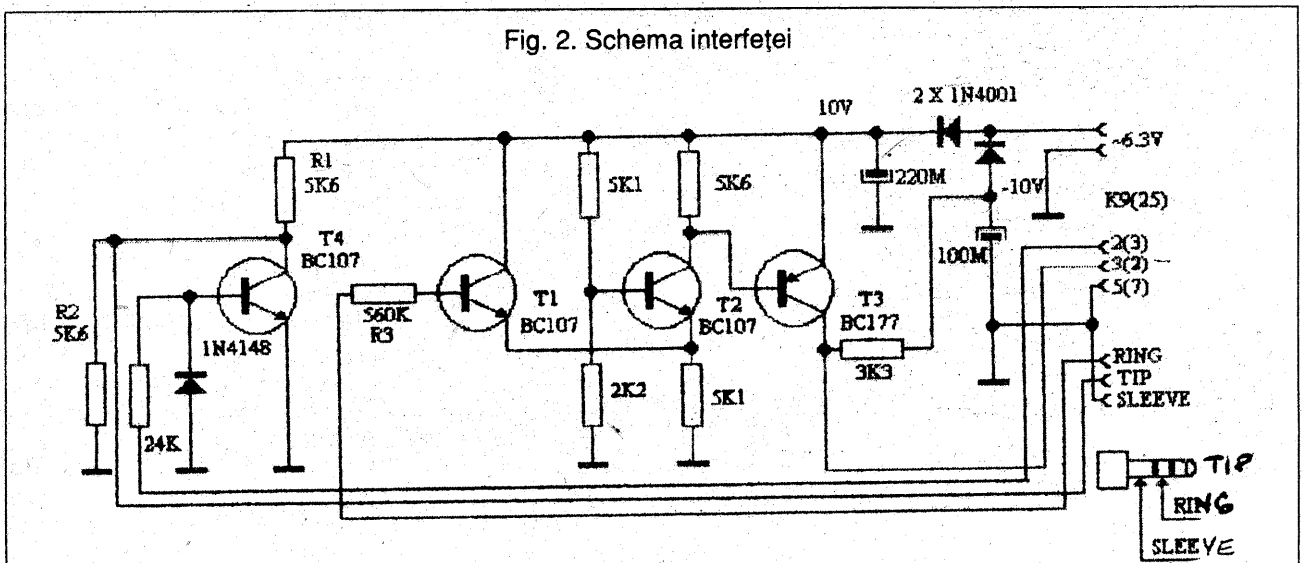 Fig. 2. Schema interfeţei
10V
2 X 1N4001
~6.3V
R1
5K6
5K1
5K6
220M
-10V
K9(25)
T4
BC107
100M
2(3)
3(2)
5(7)
R2
5K6
1N4148
560K
R3
T1
BC107
T2
BC107
T3
BC177
3K3
24K
2K2
5K1
RING
TIP
SLEEVE
TIP
RING
SLEEVE